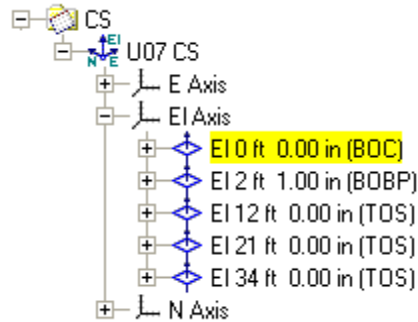 CS
El
N E U07 CS
E Axis
El Axis
El 0 ft 0.00 in (BOC)
El 2 ft 1.00 in (BOBP)
El 12 ft 0.00 in (TOS)
El 21 ft 0.00 in (TOS)
El 34 ft 0.00 in (TOS)
N Axis